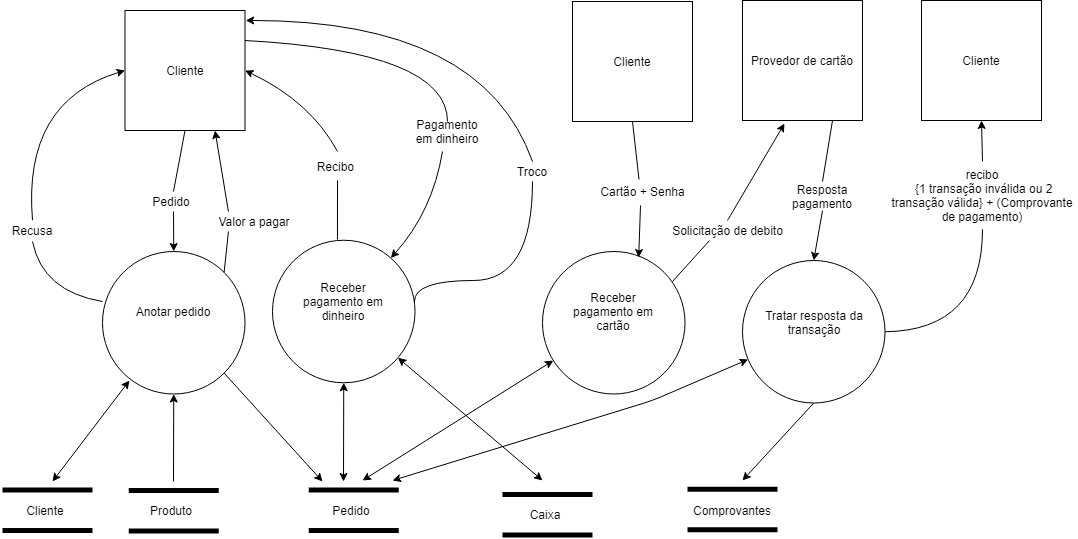 Cliente
Cliente
Provedor de cartão
Cliente
Pagamento
em dinheiro
Recibo
Troco
Pedido
Valor a pagar
Recusa
Cartão + Senha
Solicitação de debito
Resposta
pagamento
recibo
{1 transação inválida ou 2
transação válida} + (Comprovante
de pagamento)
Anotar pedido
Receber
pagamento em
dinheiro
Receber
pagamento em
cartão
Tratar resposta da
transação
Cliente
Produto
Pedido
Caixa
Comprovantes